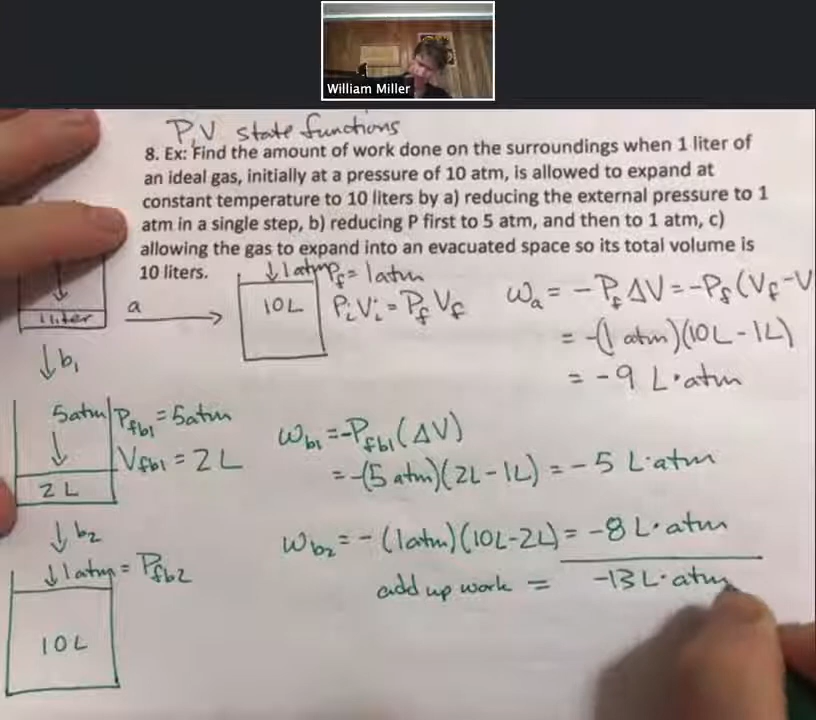 William Miller
P,V state functions
8. Ex: Find the amount of work done on the surroundings when 1 liter of
an ideal gas, initially at a pressure of 10 atm, is allowed to expand at
constant temperature to 10 liters by a) reducing the external pressure to 1
atm in a single step, b) reducing P first to 5 atm, and then to 1 atm, c)
allowing the gas to expand into an evacuated space so its total volume is
10 liters.
↓1atm Pf = 1atm
1 liter
a
10L
PiVi = PfVf
Wa = -PfΔV = -Pf(Vf-V
= -(1 atm)(10L-1L)
= -9 L·atm
↓b1
5atm
Pfb1 = 5atm
Vfb1 = 2L
2L
Wb1 = -Pfb1(ΔV)
= -(5 atm)(2L-1L) = -5 L·atm
↓b2
Wb2 = -(1atm)(10L-2L) = -8 L·atm
↓1atm = Pfb2
add up work = -13 L·atm
10L